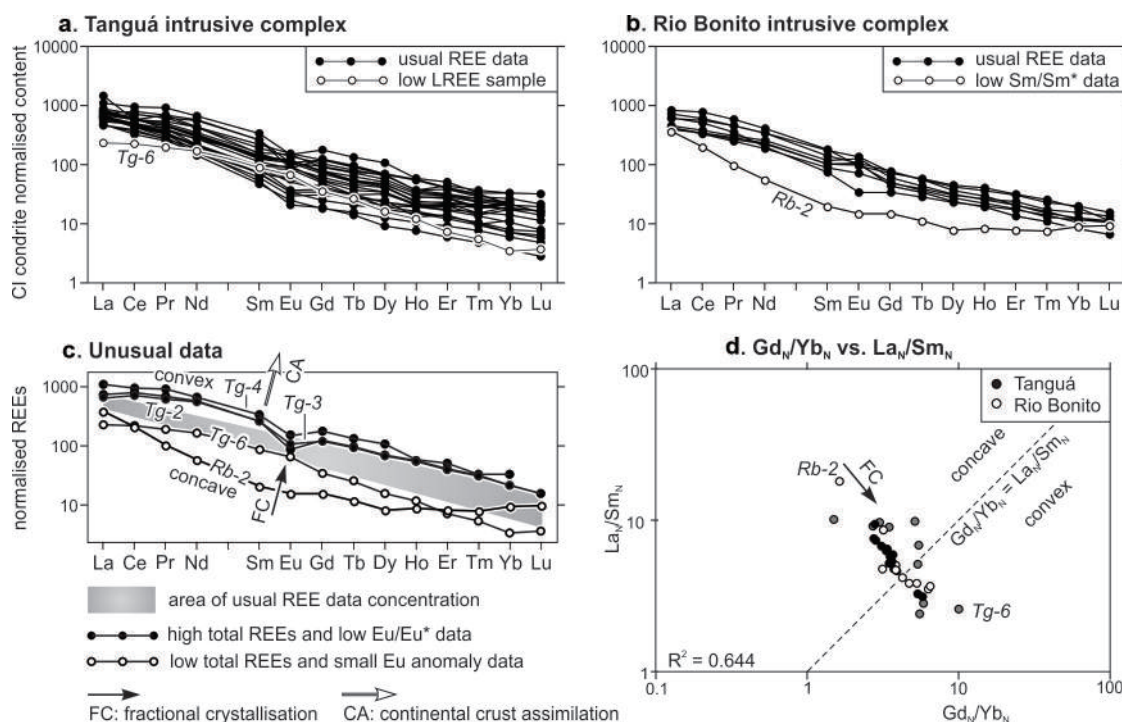 a. Tanguá intrusive complex
usual REE data
low LREE sample
CI condrite normalised content
10000
1000
100
10
1
Tg-6
La Ce Pr Nd Sm Eu Gd Tb Dy Ho Er Tm Yb Lu
b. Rio Bonito intrusive complex
usual REE data
low Sm/Sm* data
10000
1000
100
10
1
Rb-2
La Ce Pr Nd Sm Eu Gd Tb Dy Ho Er Tm Yb Lu
c. Unusual data
normalised REEs
1000
100
10
convex
Tg-4
CA
Tg-3
Tg-2
Tg-6
Rb-2
concave
FC
La Ce Pr Nd Sm Eu Gd Tb Dy Ho Er Tm Yb Lu
area of usual REE data concentration
high total REEs and low Eu/Eu* data
low total REEs and small Eu anomaly data
FC: fractional crystallisation CA: continental crust assimilation
d. GdN/YbN vs. LaN/SmN
Tanguá
Rio Bonito
100
10
1
LaN/SmN
Rb-2
FC
concave
GdN/YbN = LaN/SmN
convex
Tg-6
R² = 0.644
0.1 1 10 100
GdN/YbN